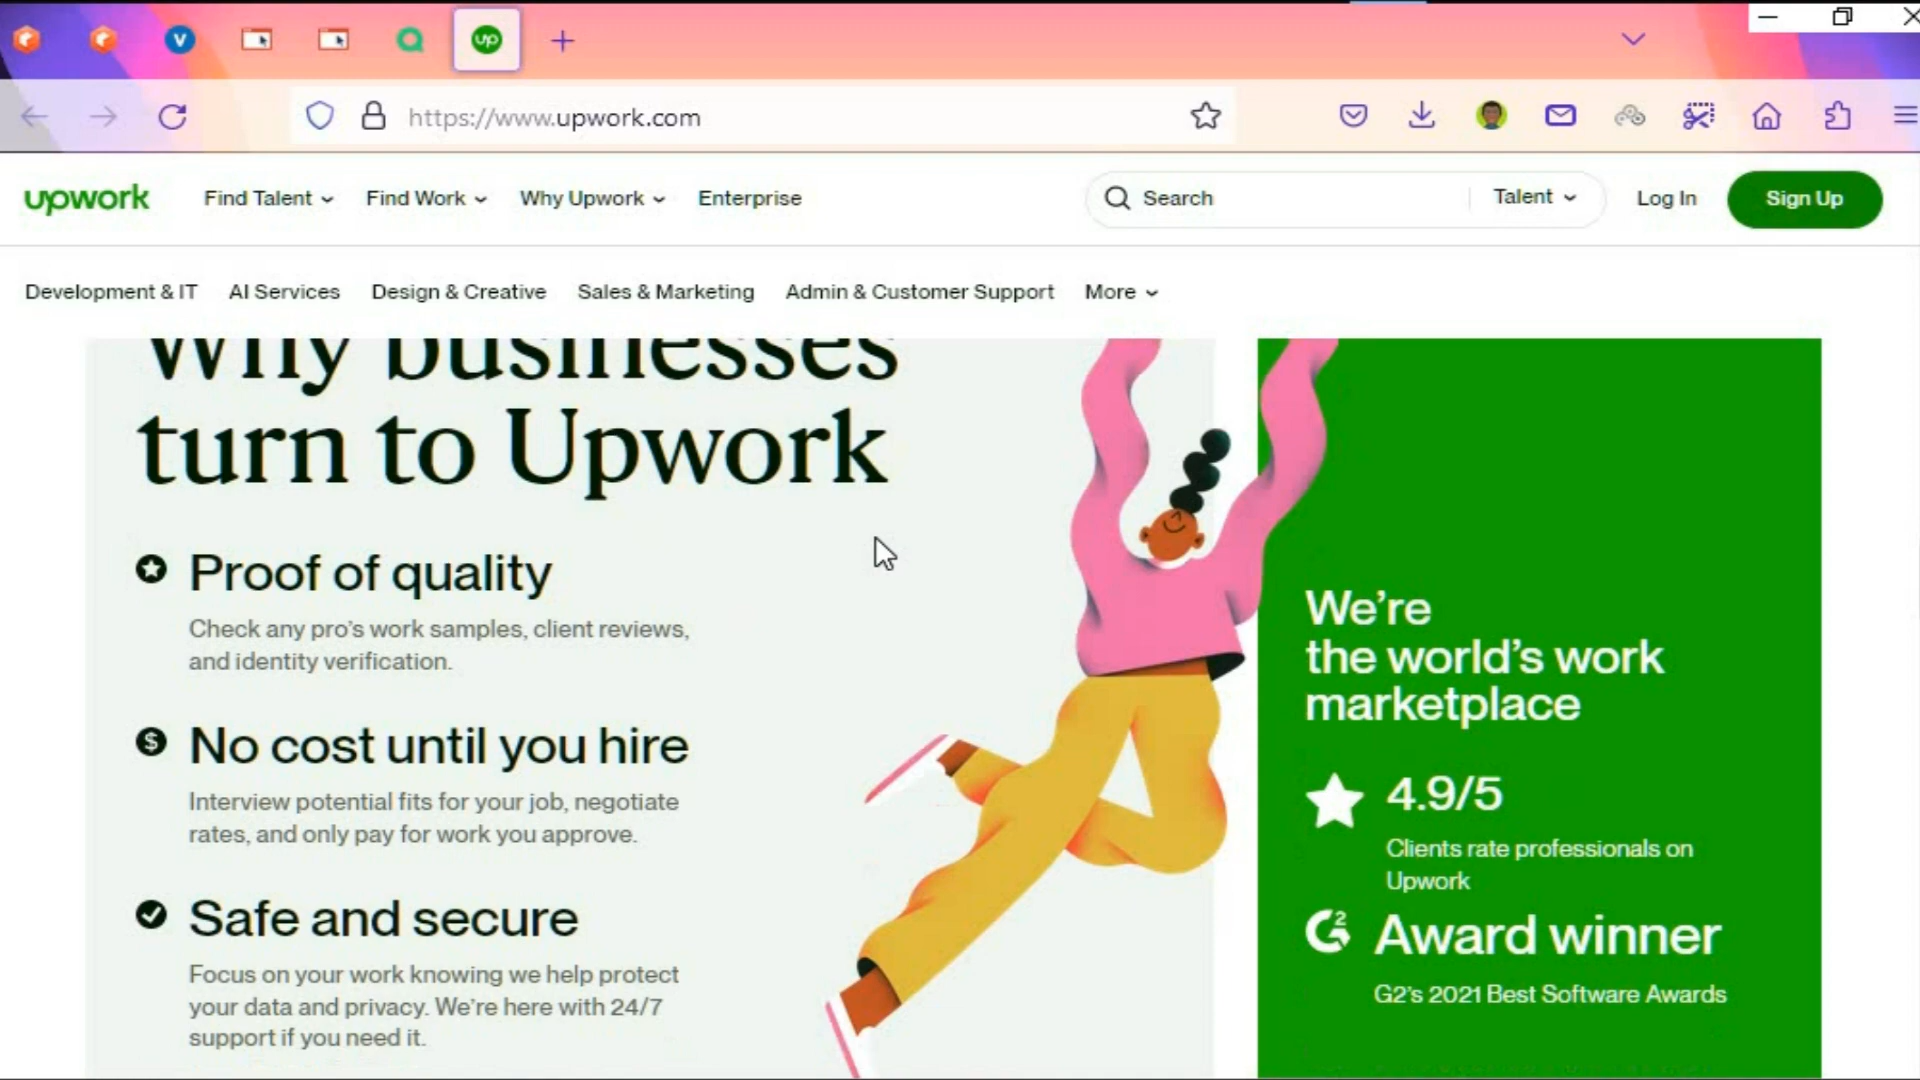 V
up
https://www.upwork.com
upwork
Find Talent
Find Work
Why Upwork
Enterprise
Search
Talent
Log In
Sign Up
Development & IT
AI Services
Design & Creative
Sales & Marketing
Admin & Customer Support
More
Why businesses
turn to Upwork
Proof of quality
Check any pro's work samples, client reviews,
and identity verification.
$ No cost until you hire
Interview potential fits for your job, negotiate
rates, and only pay for work you approve.
Safe and secure
Focus on your work knowing we help protect
your data and privacy. We're here with 24/7
support if you need it.
We're
the world's work
marketplace
4.9/5
Clients rate professionals on
Upwork
G2 Award winner
G2's 2021 Best Software Awards